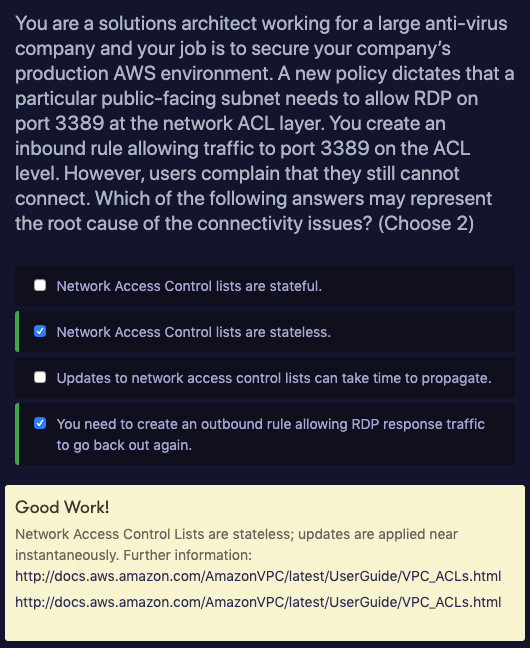 You are a solutions architect working for a large anti-virus
company and your job is to secure your company's
production AWS environment. A new policy dictates that a
particular public-facing subnet needs to allow RDP on
port 3389 at the network ACL layer. You create an
inbound rule allowing traffic to port 3389 on the ACL
level. However, users complain that they still cannot
connect. Which of the following answers may represent
the root cause of the connectivity issues? (Choose 2)
Network Access Control lists are stateful.
Network Access Control lists are stateless.
Updates to network access control lists can take time to propagate.
You need to create an outbound rule allowing RDP response traffic
to go back out again.
Good Work!
Network Access Control Lists are stateless; updates are applied near
instantaneously. Further information:
http://docs.aws.amazon.com/AmazonVPC/latest/UserGuide/VPC_ACLs.html
http://docs.aws.amazon.com/AmazonVPC/latest/UserGuide/VPC_ACLs.html